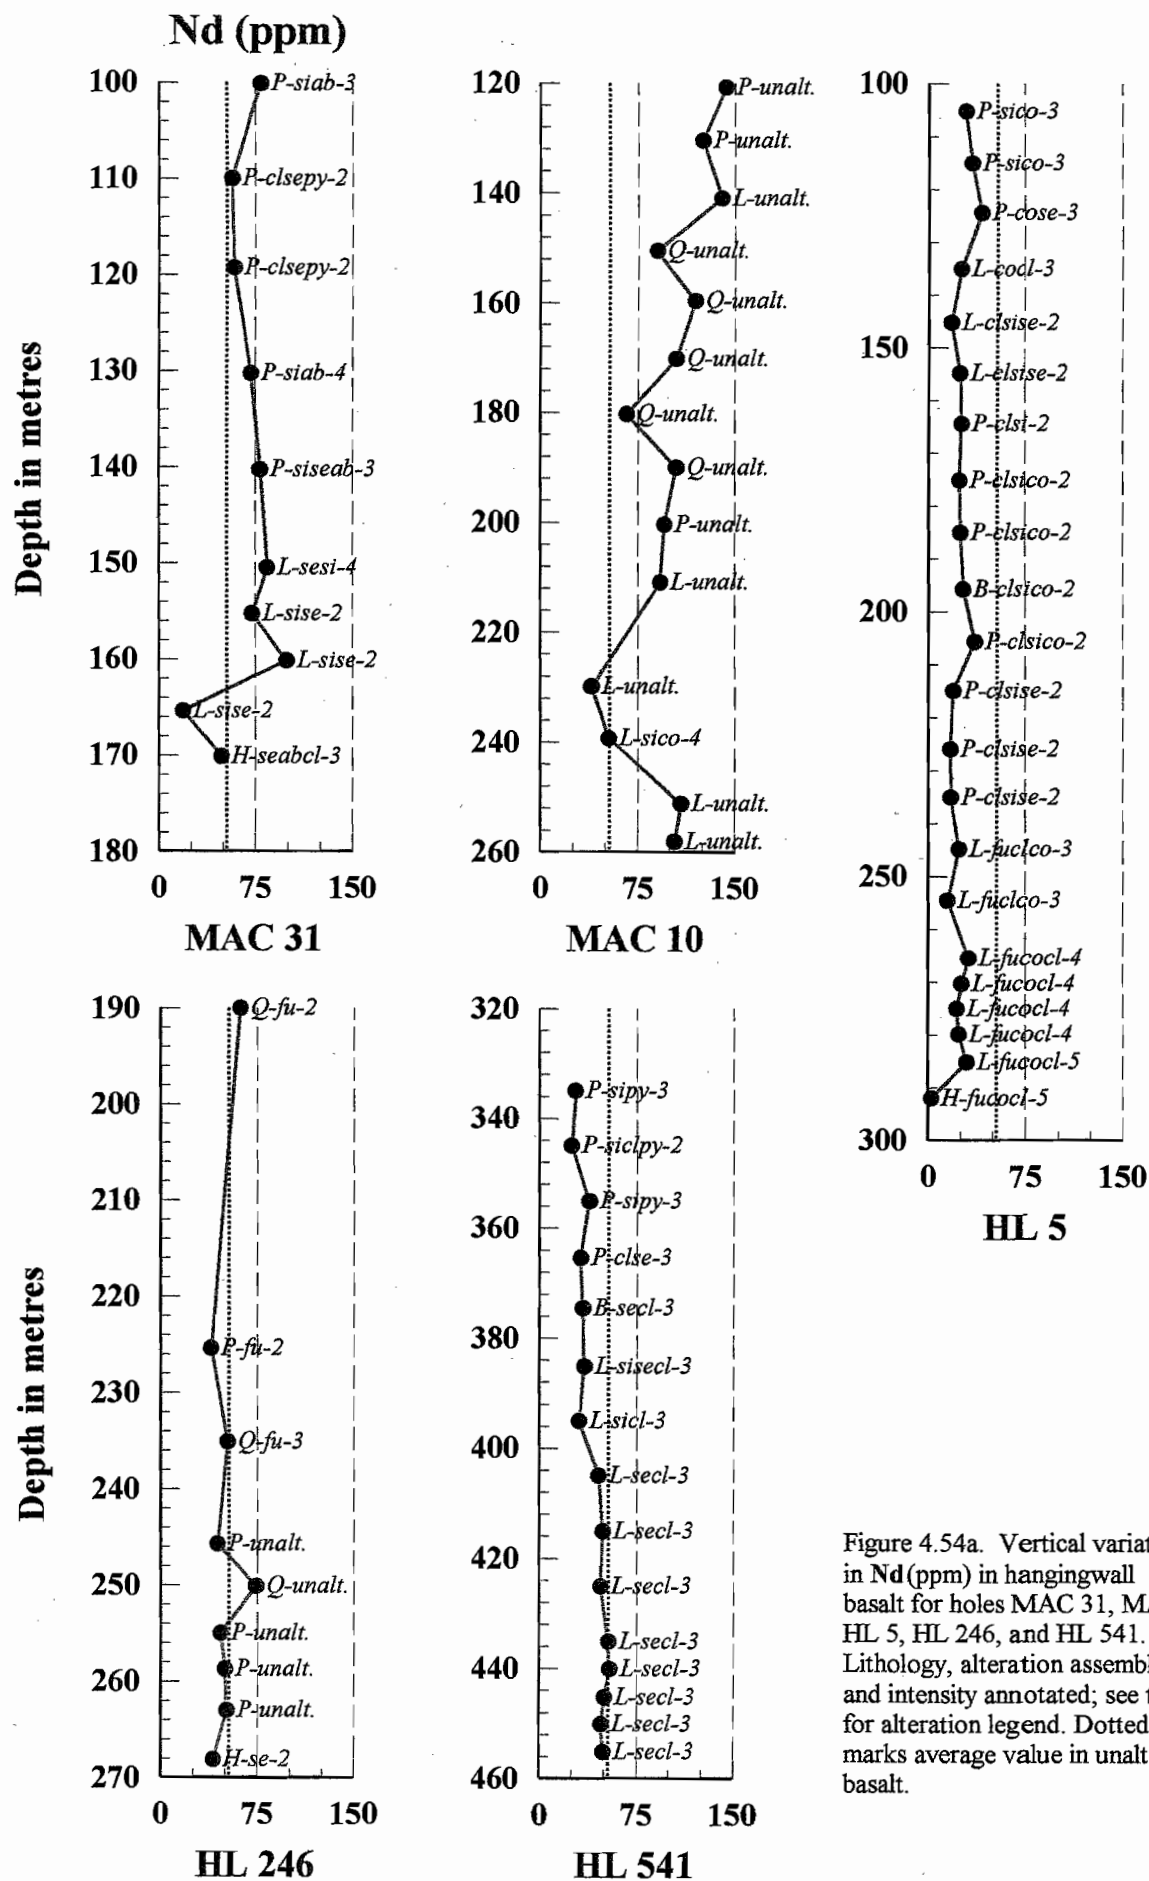 Nd (ppm)
Depth in metres
100
110
120
130
140
150
160
170
180
P-siab-3
P-clsepy-2
P-clsepy-2
P-siab-4
P-siseab-3
L-sesi-4
L-sise-2
L-sise-2
L-sise-2
H-seabcl-3
0 75 150
MAC 31
120
140
160
180
200
220
240
260
P-unalt.
P-unalt.
L-unalt.
Q-unalt.
Q-unalt.
Q-unalt.
Q-unalt.
Q-unalt.
P-unalt.
L-unalt.
L-unalt.
L-sico-4
L-unalt.
L-unalt.
0 75 150
MAC 10
100
150
200
250
300
P-sico-3
P-sico-3
P-cose-3
L-cocl-3
L-clsise-2
L-clsise-2
P-clsi-2
P-clsico-2
P-clsico-2
B-clsico-2
P-clsico-2
P-clsise-2
P-clsise-2
P-clsise-2
L-fuclco-3
L-fuclco-3
L-fucocl-4
L-fucocl-4
L-fucocl-4
L-fucocl-4
L-fucocl-5
H-fucocl-5
0 75 150
HL 5
Depth in metres
190
200
210
220
230
240
250
260
270
Q-fu-2
P-fu-2
Q-fu-3
P-unalt.
Q-unalt.
P-unalt.
P-unalt.
P-unalt.
H-se-2
0 75 150
HL 246
320
340
360
380
400
420
440
460
P-sipy-3
P-siclpy-2
P-sipy-3
P-clse-3
B-secl-3
L-sisecl-3
L-sicl-3
L-secl-3
L-secl-3
L-secl-3
L-secl-3
L-secl-3
L-secl-3
L-secl-3
L-secl-3
0 75 150
HL 541
Figure 4.54a. Vertical variat
in Nd (ppm) in hangingwall
basalt for holes MAC 31, MA
HL 5, HL 246, and HL 541.
Lithology, alteration assembl
and intensity annotated; see t
for alteration legend. Dotted
marks average value in unalt
basalt.